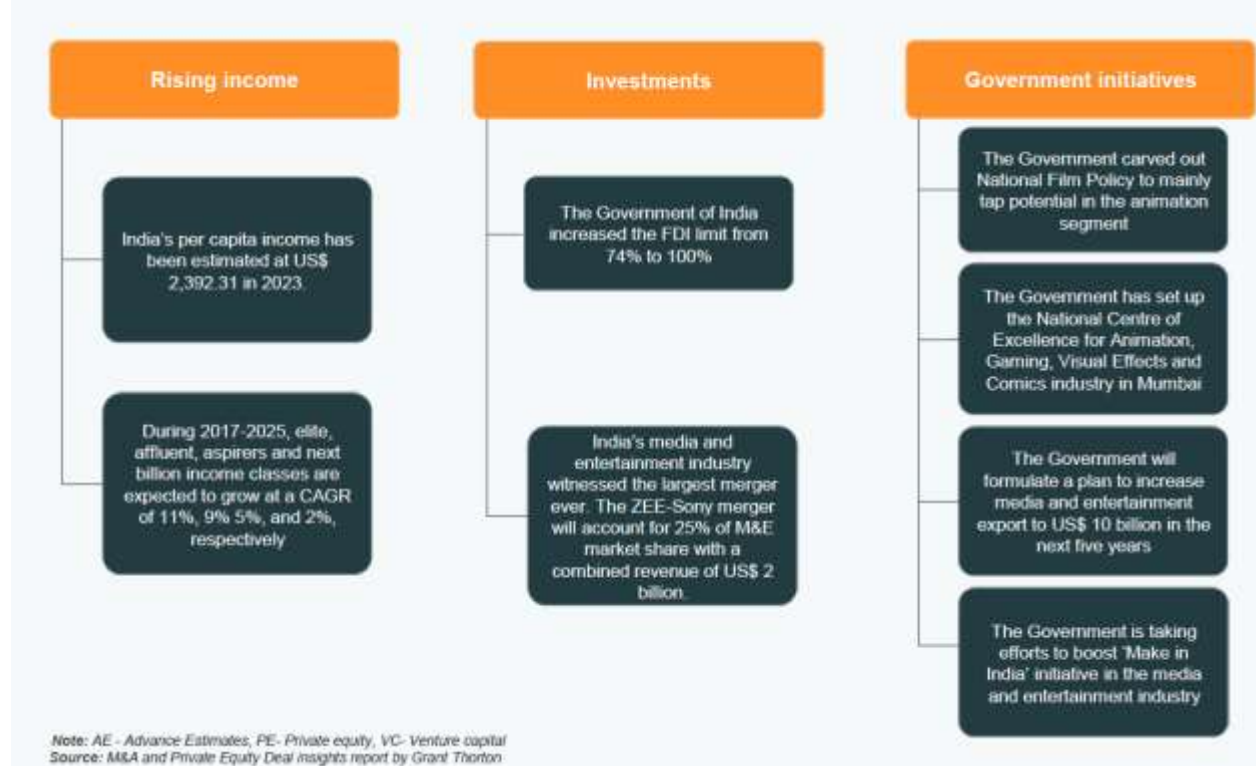 Rising income
India's per capita income has
been estimated at US$
2,392.31 in 2023.
During 2017-2025, elite,
affluent, aspirers and next
billion income classes are
expected to grow at a CAGR
of 11%, 9% 5%, and 2%,
respectively
Investments
The Government of India
increased the FDI limit from
74% to 100%
India's media and
entertainment industry
witnessed the largest merger
ever. The ZEE-Sony merger
will account for 25% of M&E
market share with a
combined revenue of US$ 2
billion.
Government initiatives
The Government carved out
National Film Policy to mainly
tap potential in the animation
segment
The Government has set up
the National Centre of
Excellence for Animation,
Gaming, Visual Effects and
Comics industry in Mumbai
The Government will
formulate a plan to increase
media and entertainment
export to US$ 10 billion in the
next five years
The Government is taking
efforts to boost 'Make in
India' initiative in the media
and entertainment industry
Note: AE - Advance Estimates, PE- Private equity, VC- Venture capital
Source: M&A and Private Equity Deal insights report by Grant Thorton